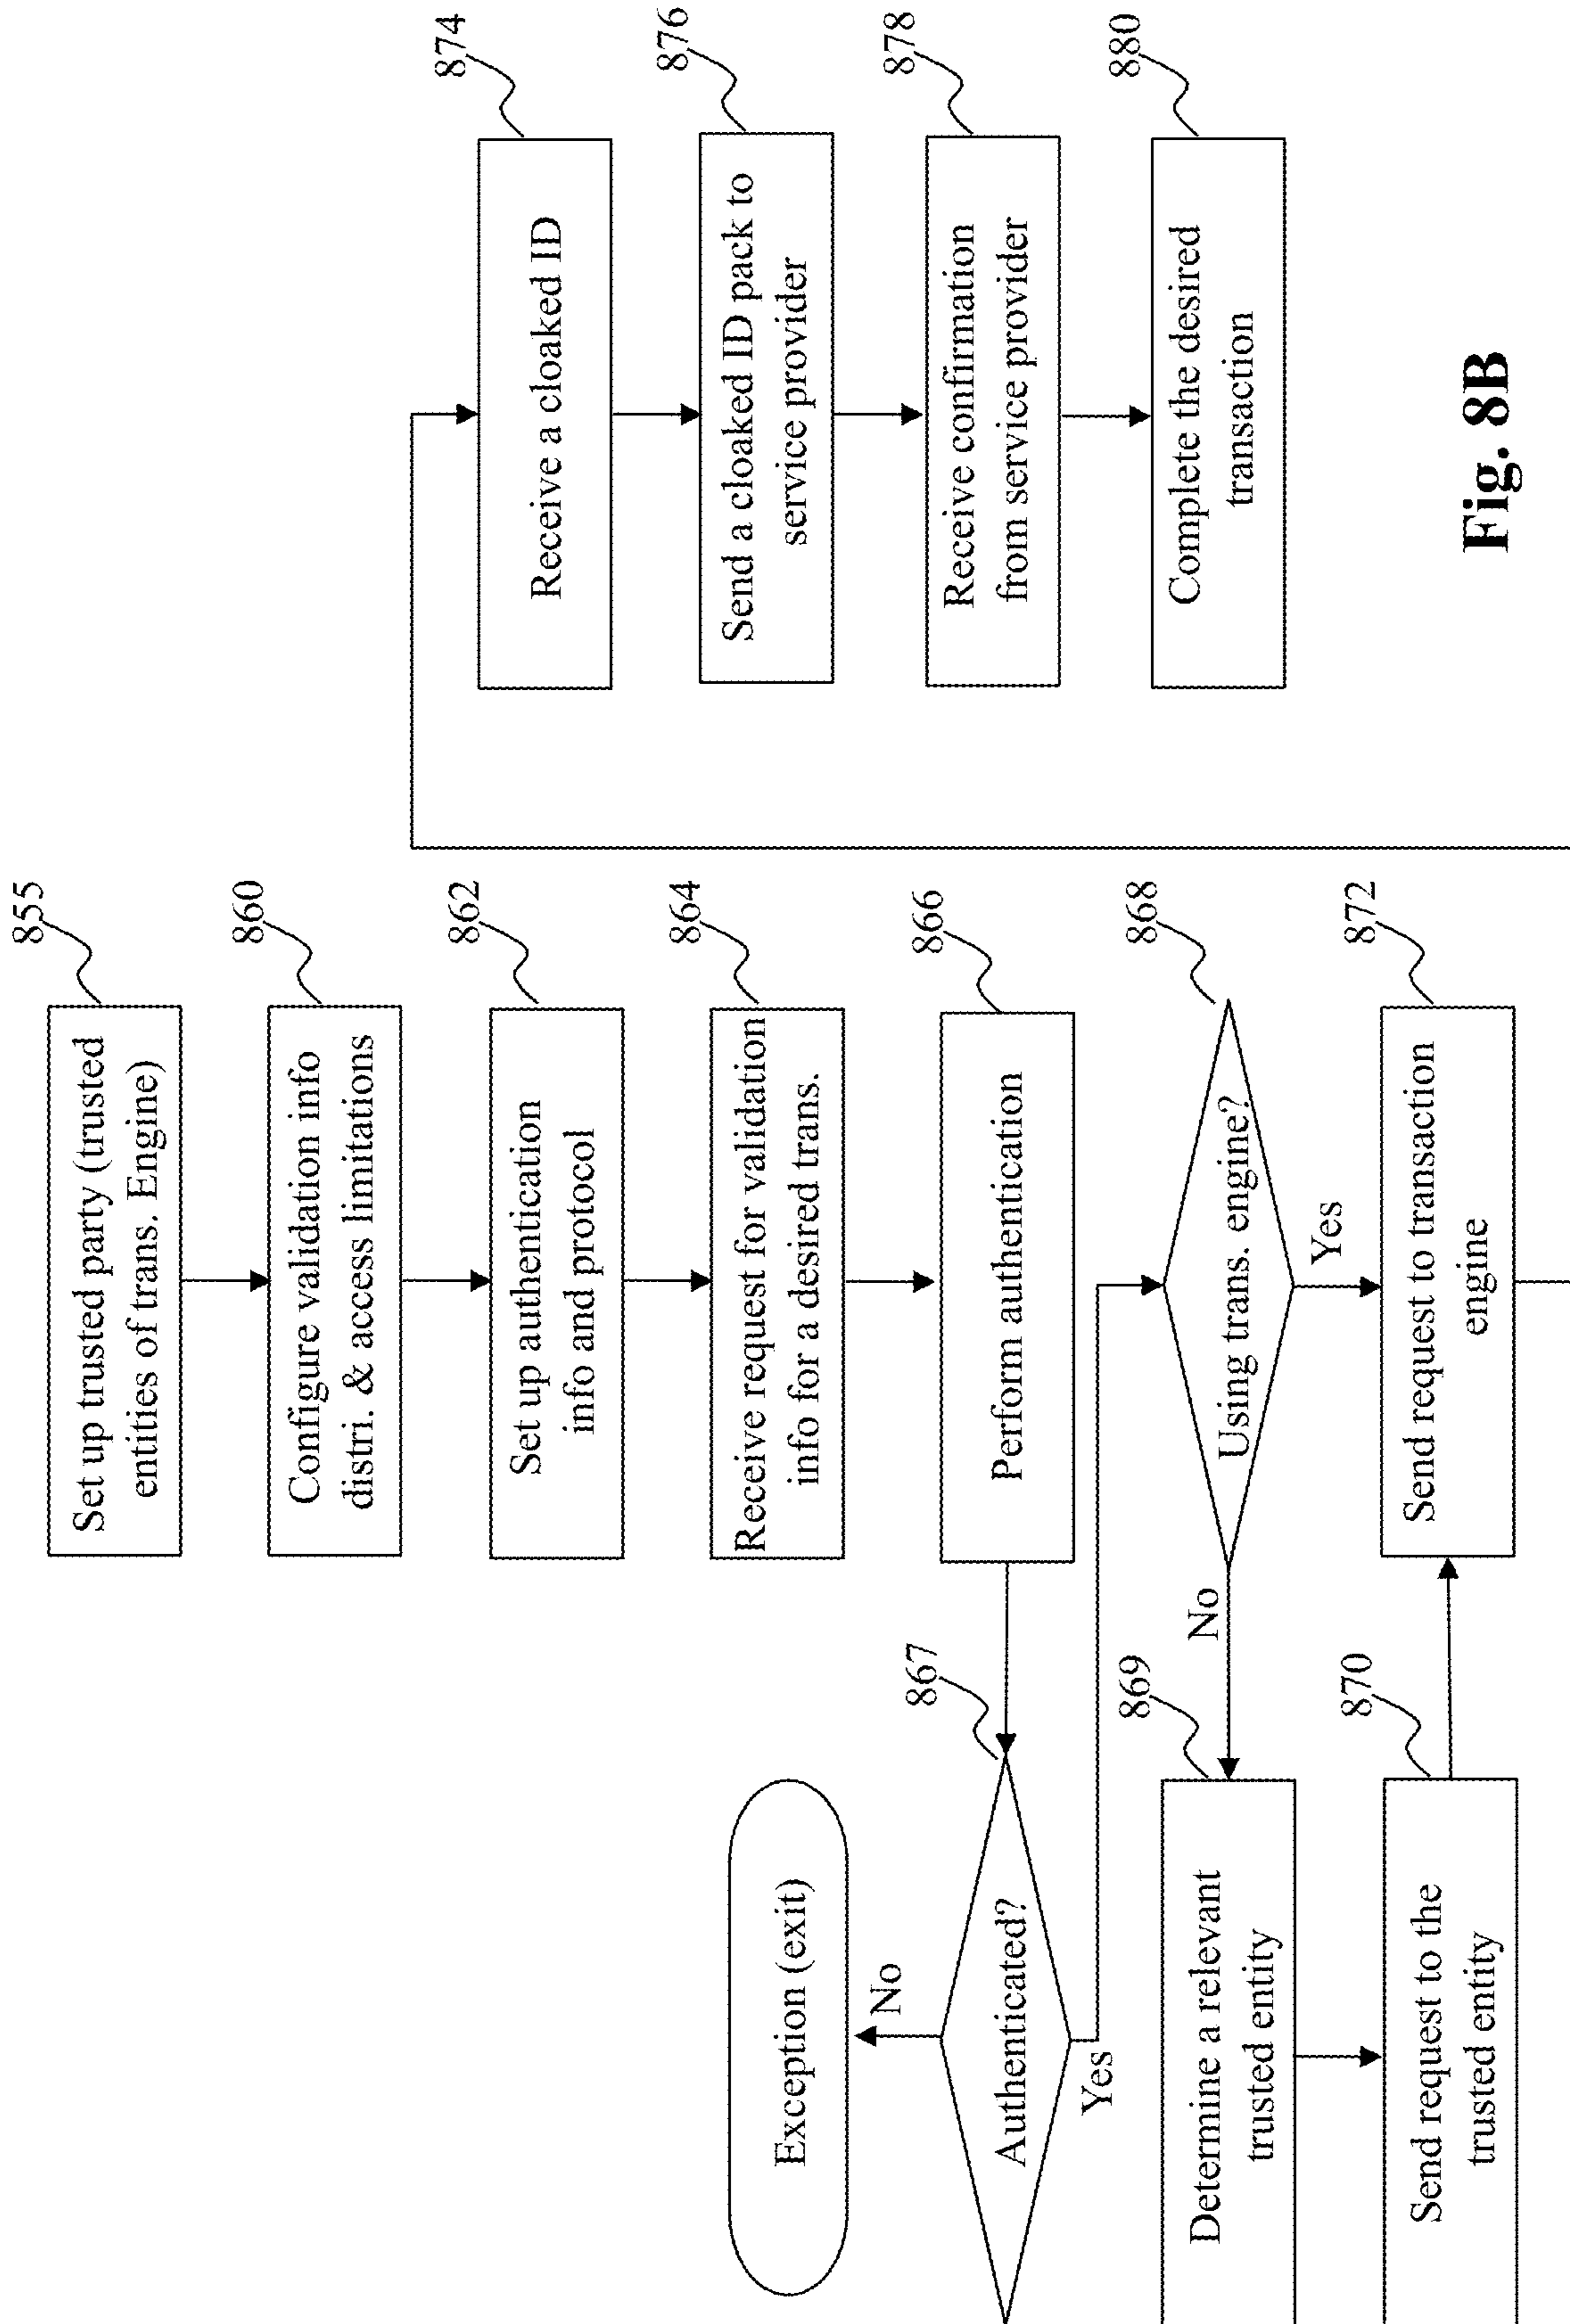 855
Set up trusted party (trusted
entities of trans. Engine)
860
Configure validation info
distri. & access limitations
862
Set up authentication
info and protocol
864
Receive request for validation
info for a desired trans.
866
Perform authentication
867
Authenticated?
No
Exception (exit)
Yes
868
Using trans. engine?
No
Yes
869
Determine a relevant
trusted entity
870
Send request to the
trusted entity
872
Send request to transaction
engine
874
Receive a cloaked ID
876
Send a cloaked ID pack to
service provider
878
Receive confirmation
from service provider
880
Complete the desired
transaction
Fig. 8B